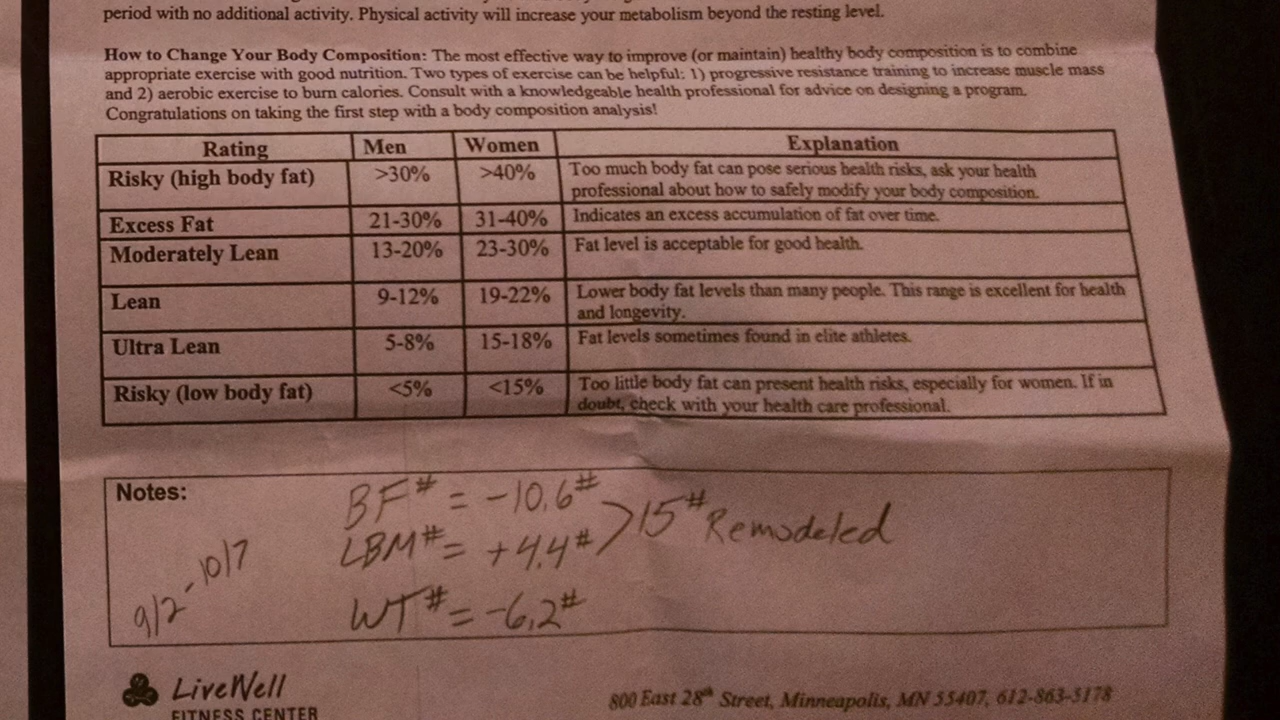 period with no additional activity. Physical activity will increase your metabolism beyond the resting level.
How to Change Your Body Composition: The most effective way to improve (or maintain) healthy body composition is to combine
appropriate exercise with good nutrition. Two types of exercise can be helpful: 1) progressive resistance training to increase muscle mass
and 2) aerobic exercise to burn calories. Consult with a knowledgeable health professional for advice on designing a program.
Congratulations on taking the first step with a body composition analysis!
Rating Men Women Explanation
Risky (high body fat) >30% >40% Too much body fat can pose serious health risks, ask your health
professional about how to safely modify your body composition.
Excess Fat 21-30% 31-40% Indicates an excess accumulation of fat over time.
Moderately Lean 13-20% 23-30% Fat level is acceptable for good health.
Lean 9-12% 19-22% Lower body fat levels than many people. This range is excellent for health
and longevity.
Ultra Lean 5-8% 15-18% Fat levels sometimes found in elite athletes.
Risky (low body fat) <5% <15% Too little body fat can present health risks, especially for women. If in
doubt, check with your health care professional.
Notes:
BF# = -10.6#
LBM# = +4.4# >15# Remodeled
9/2 - 10/7
WT# = -6.2#
LiveWell
FITNESS CENTER
800 East 28th Street, Minneapolis, MN 55407, 612-863-5178